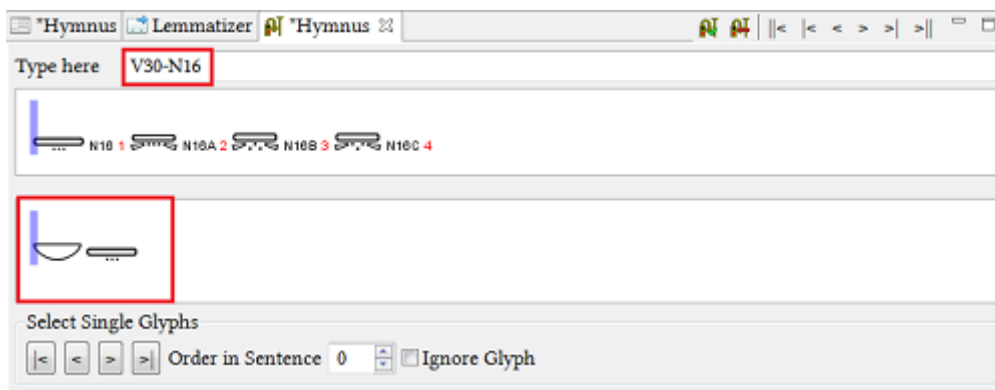 *Hymnus Lemmatizer *Hymnus
||< |< < > >| >||
Type here V30-N16
N16 1 N16A 2 N16B 3 N16C 4
Select Single Glyphs
|< < > >| Order in Sentence 0 Ignore Glyph